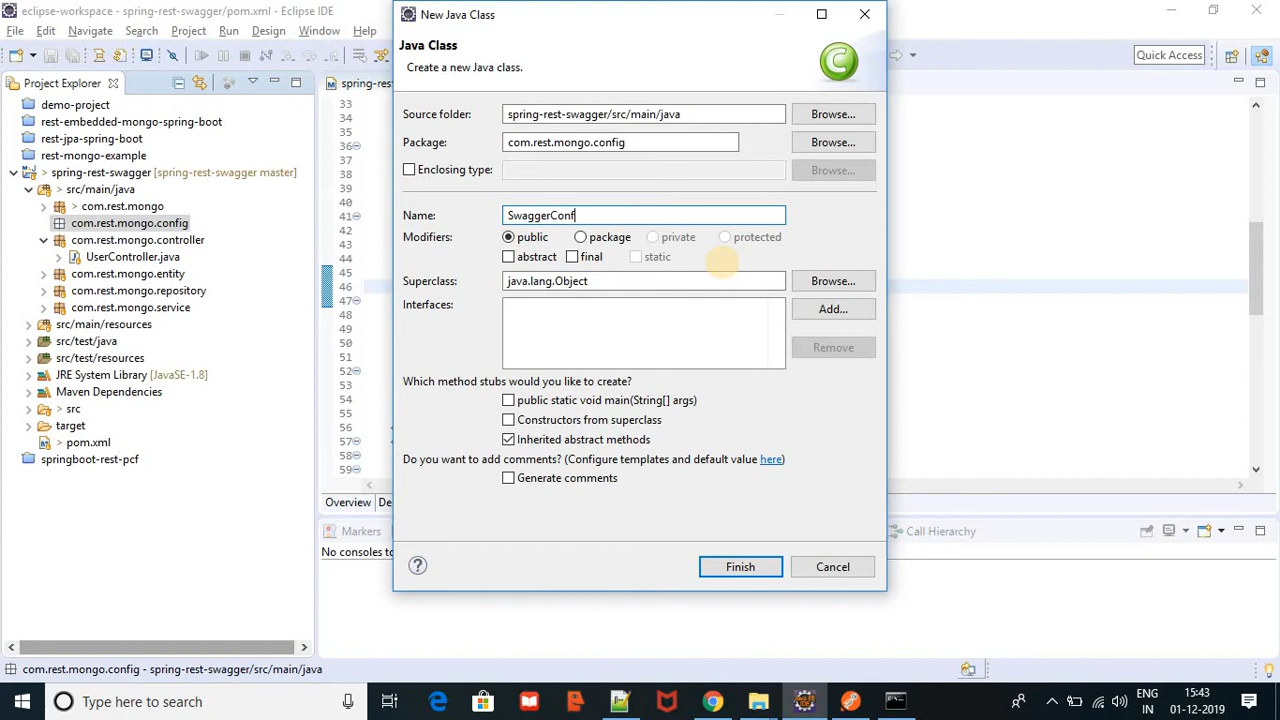 eclipse-workspace - spring-rest-swagger/pom.xml - Eclipse IDE
File Edit Navigate Search Project Run Design Window Help
Quick Access
Project Explorer
demo-project
rest-embedded-mongo-spring-boot
rest-jpa-spring-boot
rest-mongo-example
> spring-rest-swagger [spring-rest-swagger master]
> src/main/java
> com.rest.mongo
com.rest.mongo.config
com.rest.mongo.controller
UserController.java
com.rest.mongo.entity
com.rest.mongo.repository
com.rest.mongo.service
src/main/resources
src/test/java
src/test/resources
JRE System Library [JavaSE-1.8]
Maven Dependencies
> src
target
> pom.xml
springboot-rest-pcf
spring-res
33
34
35
36
37
38
39
40
41
42
43
44
45
46
47
48
49
50
51
52
53
54
55
56
57
58
59
Overview De
Markers
Call Hierarchy
No consoles to
New Java Class
Java Class
Create a new Java class.
Source folder: spring-rest-swagger/src/main/java Browse...
Package: com.rest.mongo.config Browse...
Enclosing type: Browse...
Name: SwaggerConf
Modifiers: public package private protected
abstract final static
Superclass: java.lang.Object Browse...
Interfaces: Add...
Remove
Which method stubs would you like to create?
public static void main(String[] args)
Constructors from superclass
Inherited abstract methods
Do you want to add comments? (Configure templates and default value here)
Generate comments
Finish Cancel
com.rest.mongo.config - spring-rest-swagger/src/main/java
Type here to search
ENG
IN
5:43
01-12-2019